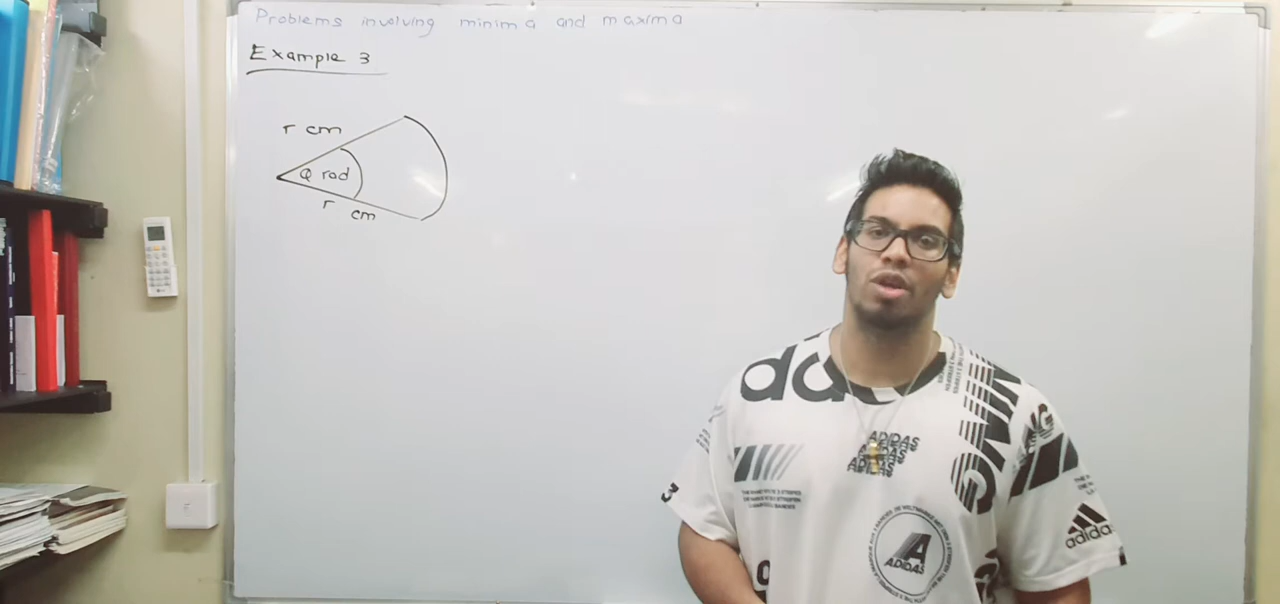 Problems involving minima and maxima
Example 3
r cm
θ rad
r cm
ADIDAS
ADIDAS
ADIDAS
ADIDAS
adidas